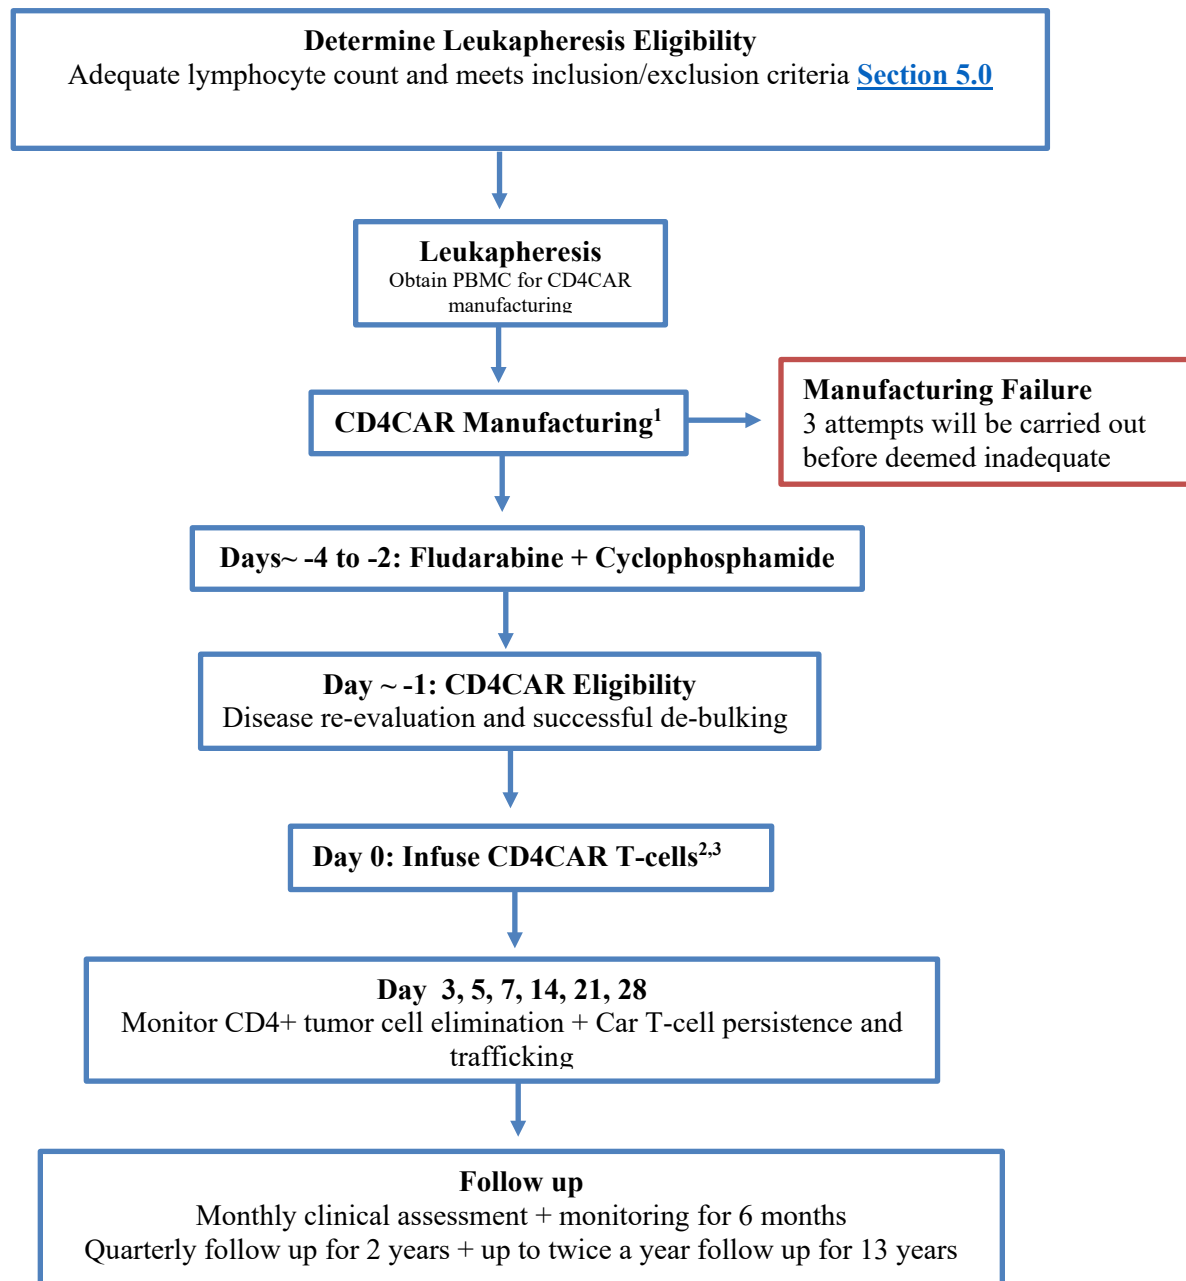 Determine Leukapheresis Eligibility
Adequate lymphocyte count and meets inclusion/exclusion criteria Section 5.0
Leukapheresis
Obtain PBMC for CD4CAR
manufacturing
CD4CAR Manufacturing¹
Manufacturing Failure
3 attempts will be carried out
before deemed inadequate
Days~ -4 to -2: Fludarabine + Cyclophosphamide
Day ~ -1: CD4CAR Eligibility
Disease re-evaluation and successful de-bulking
Day 0: Infuse CD4CAR T-cells²,³
Day 3, 5, 7, 14, 21, 28
Monitor CD4+ tumor cell elimination + Car T-cell persistence and
trafficking
Follow up
Monthly clinical assessment + monitoring for 6 months
Quarterly follow up for 2 years + up to twice a year follow up for 13 years